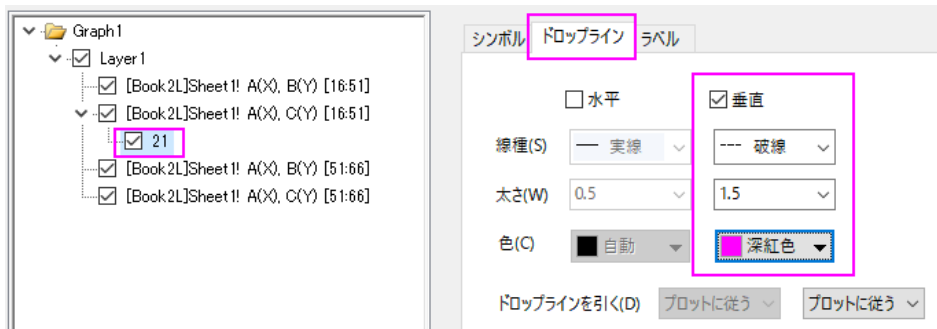 Graph1
Layer1
[Book2L]Sheet1! A(X), B(Y) [16:51]
[Book2L]Sheet1! A(X), C(Y) [16:51]
21
[Book2L]Sheet1! A(X), B(Y) [51:66]
[Book2L]Sheet1! A(X), C(Y) [51:66]
シンボル ドロップライン ラベル
水平 垂直
線種(S) 実線 破線
太さ(W) 0.5 1.5
色(C) 自動 深紅色
ドロップラインを引く(D) プロットに従う プロットに従う